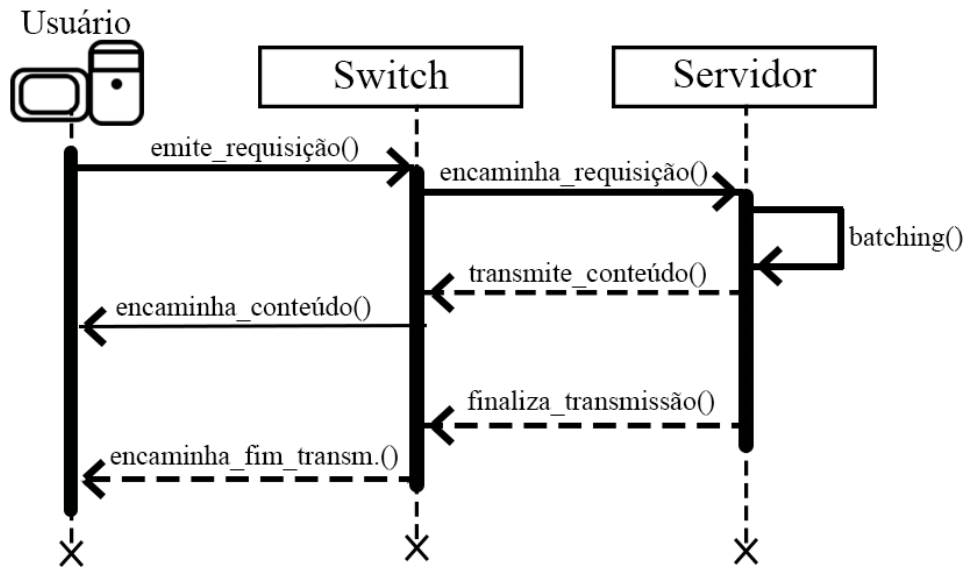 Usuário
Switch
Servidor
emite_requisição()
encaminha_requisição()
batching()
transmite_conteúdo()
encaminha_conteúdo()
finaliza_transmissão()
encaminha_fim_transm.()